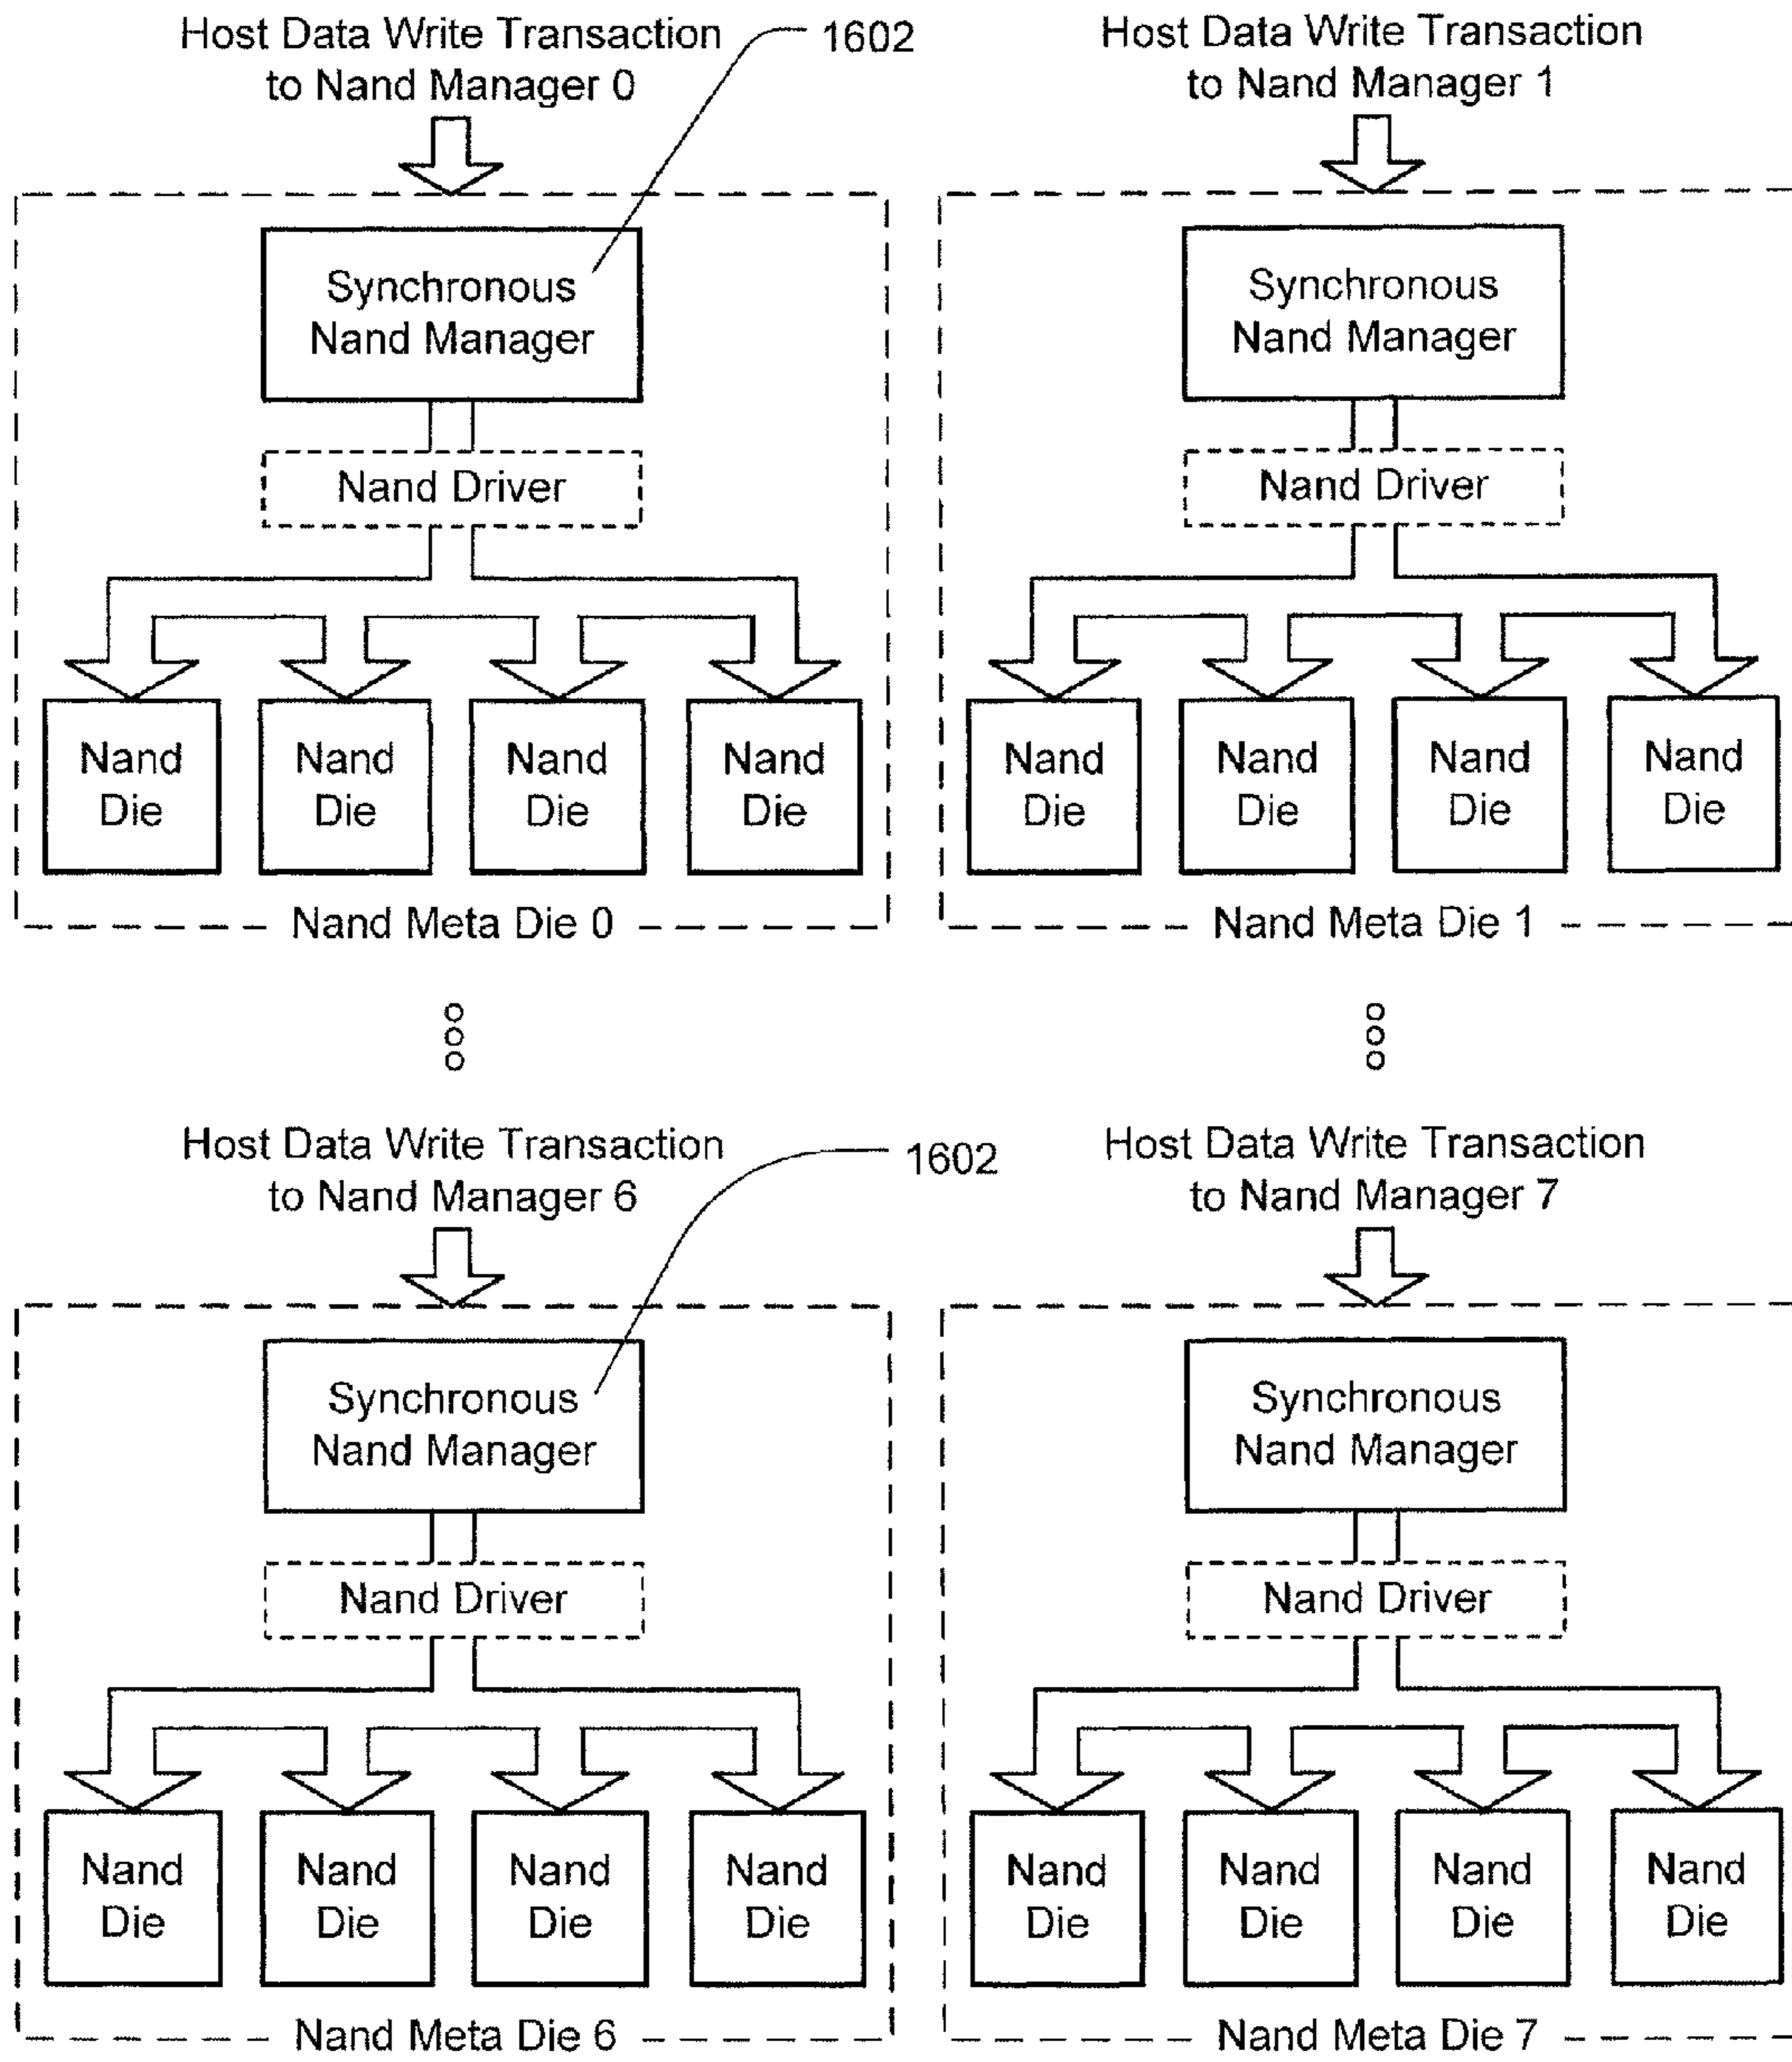 Host Data Write Transaction
to Nand Manager 0
1602
Host Data Write Transaction
to Nand Manager 1
Synchronous
Nand Manager
Synchronous
Nand Manager
Nand Driver
Nand Driver
Nand
Die
Nand
Die
Nand
Die
Nand
Die
Nand
Die
Nand
Die
Nand
Die
Nand
Die
Nand Meta Die 0
Nand Meta Die 1
Host Data Write Transaction
to Nand Manager 6
1602
Host Data Write Transaction
to Nand Manager 7
Synchronous
Nand Manager
Synchronous
Nand Manager
Nand Driver
Nand Driver
Nand
Die
Nand
Die
Nand
Die
Nand
Die
Nand
Die
Nand
Die
Nand
Die
Nand
Die
Nand Meta Die 6
Nand Meta Die 7